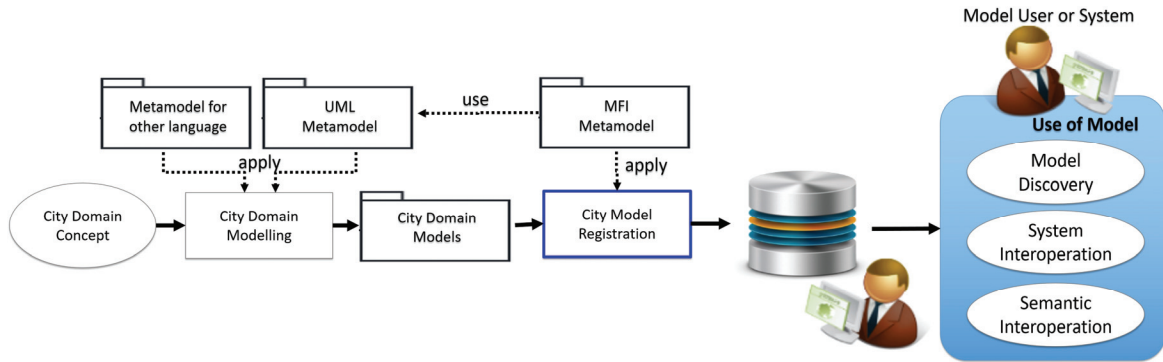 Model User or System
Metamodel for
other language
UML
Metamodel
use
MFI
Metamodel
apply
apply
City Domain
Concept
City Domain
Modelling
City Domain
Models
City Model
Registration
Use of Model
Model
Discovery
System
Interoperation
Semantic
Interoperation